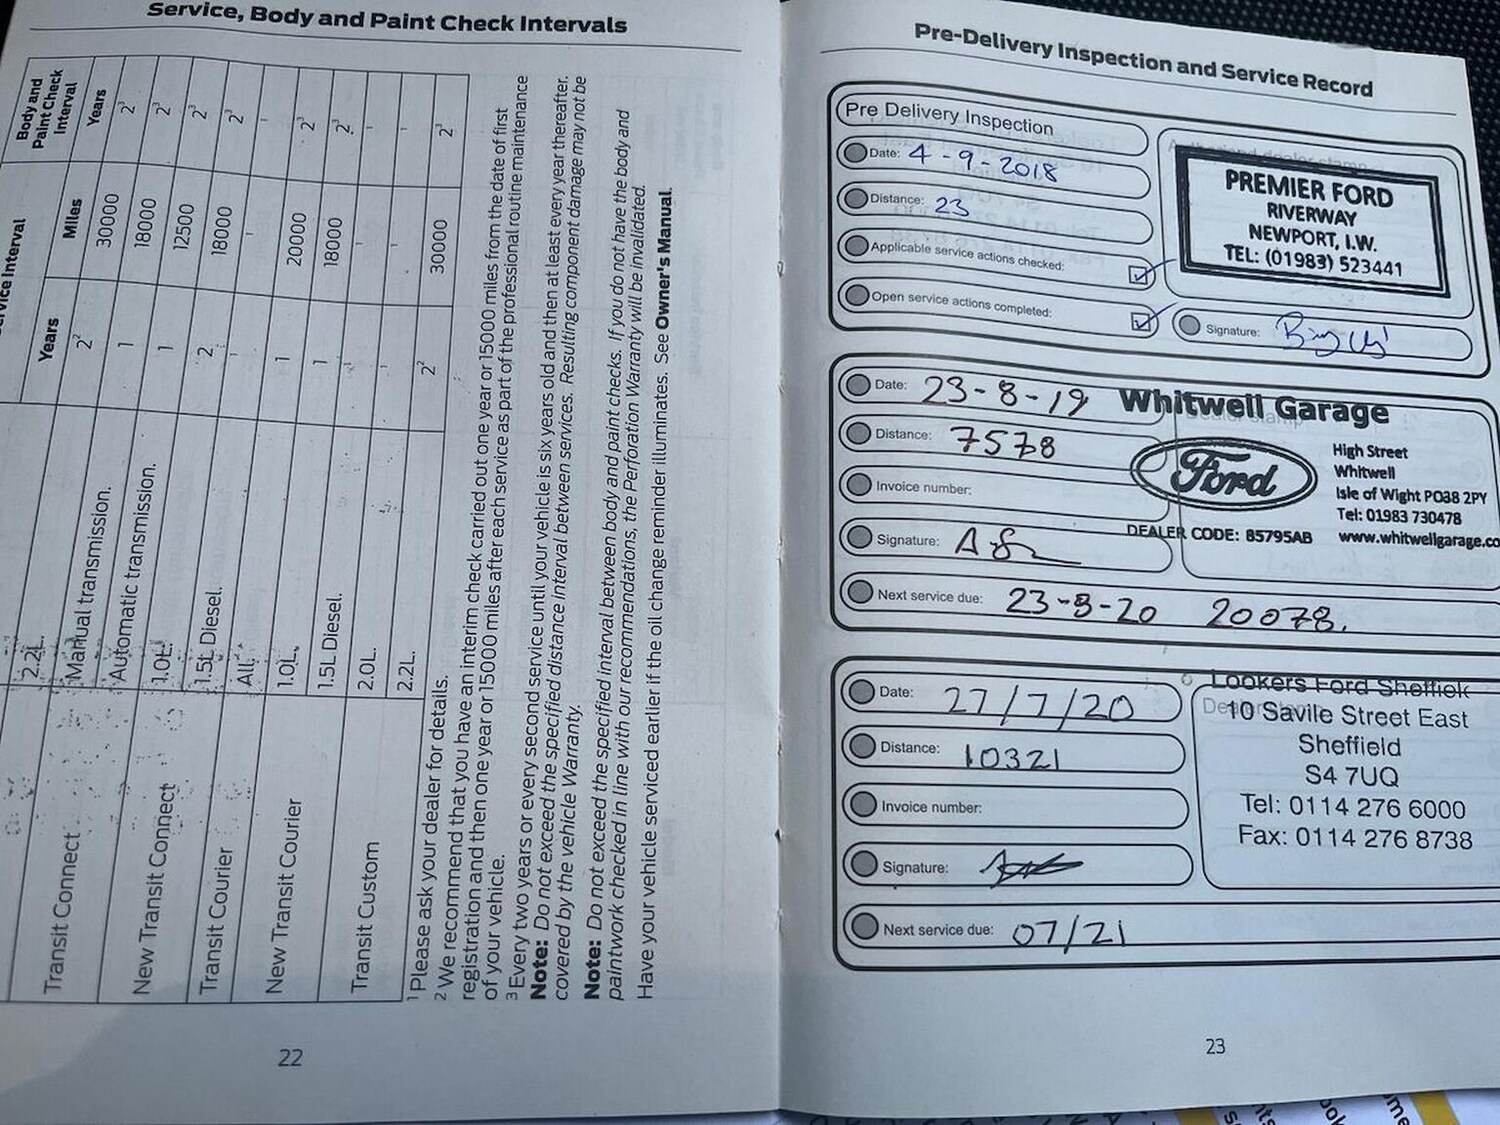 Service, Body and Paint Check Intervals
Service Interval
Body and Paint Check Interval
Years
Miles
Years
2.2L.
Manual transmission.
2²
30000
2³
Automatic transmission.
1
18000
2³
1.0L.
1
12500
2³
1.5L Diesel.
2
18000
2³
All.
-
-
-
1.0L.
1
20000
2³
1.5L Diesel.
1
18000
2³
2.0L.
-
-
-
2.2L.
2²
30000
2³
Transit Connect
New Transit Connect
Transit Courier
New Transit Courier
Transit Custom
¹ Please ask your dealer for details.
² We recommend that you have an interim check carried out one year or 15000 miles from the date of first
registration and then one year or 15000 miles after each service as part of the professional routine maintenance
of your vehicle.
³ Every two years or every second service until your vehicle is six years old and then at least every year thereafter.
Note: Do not exceed the specified distance interval between services. Resulting component damage may not be
covered by the vehicle Warranty.
Note: Do not exceed the specified interval between body and paint checks. If you do not have the body and
paintwork checked in line with our recommendations, the Perforation Warranty will be invalidated.
Have your vehicle serviced earlier if the oil change reminder illuminates. See Owner's Manual.
22
Pre-Delivery Inspection and Service Record
Pre Delivery Inspection
Date: 4-9-2018
Distance: 23
Applicable service actions checked:
Open service actions completed:
PREMIER FORD
RIVERWAY
NEWPORT, I.W.
TEL: (01983) 523441
Signature:
Date: 23-8-19
Distance: 7578
Invoice number:
Signature:
Next service due: 23-8-20 20078.
Whitwell Garage
Ford
High Street
Whitwell
Isle of Wight PO38 2PY
Tel: 01983 730478
DEALER CODE: 85795AB www.whitwellgarage.co
Date: 27/7/20
Distance: 10321
Invoice number:
Signature:
Next service due: 07/21
Lookers Ford Sheffield
Dealer stamp
10 Savile Street East
Sheffield
S4 7UQ
Tel: 0114 276 6000
Fax: 0114 276 8738
23